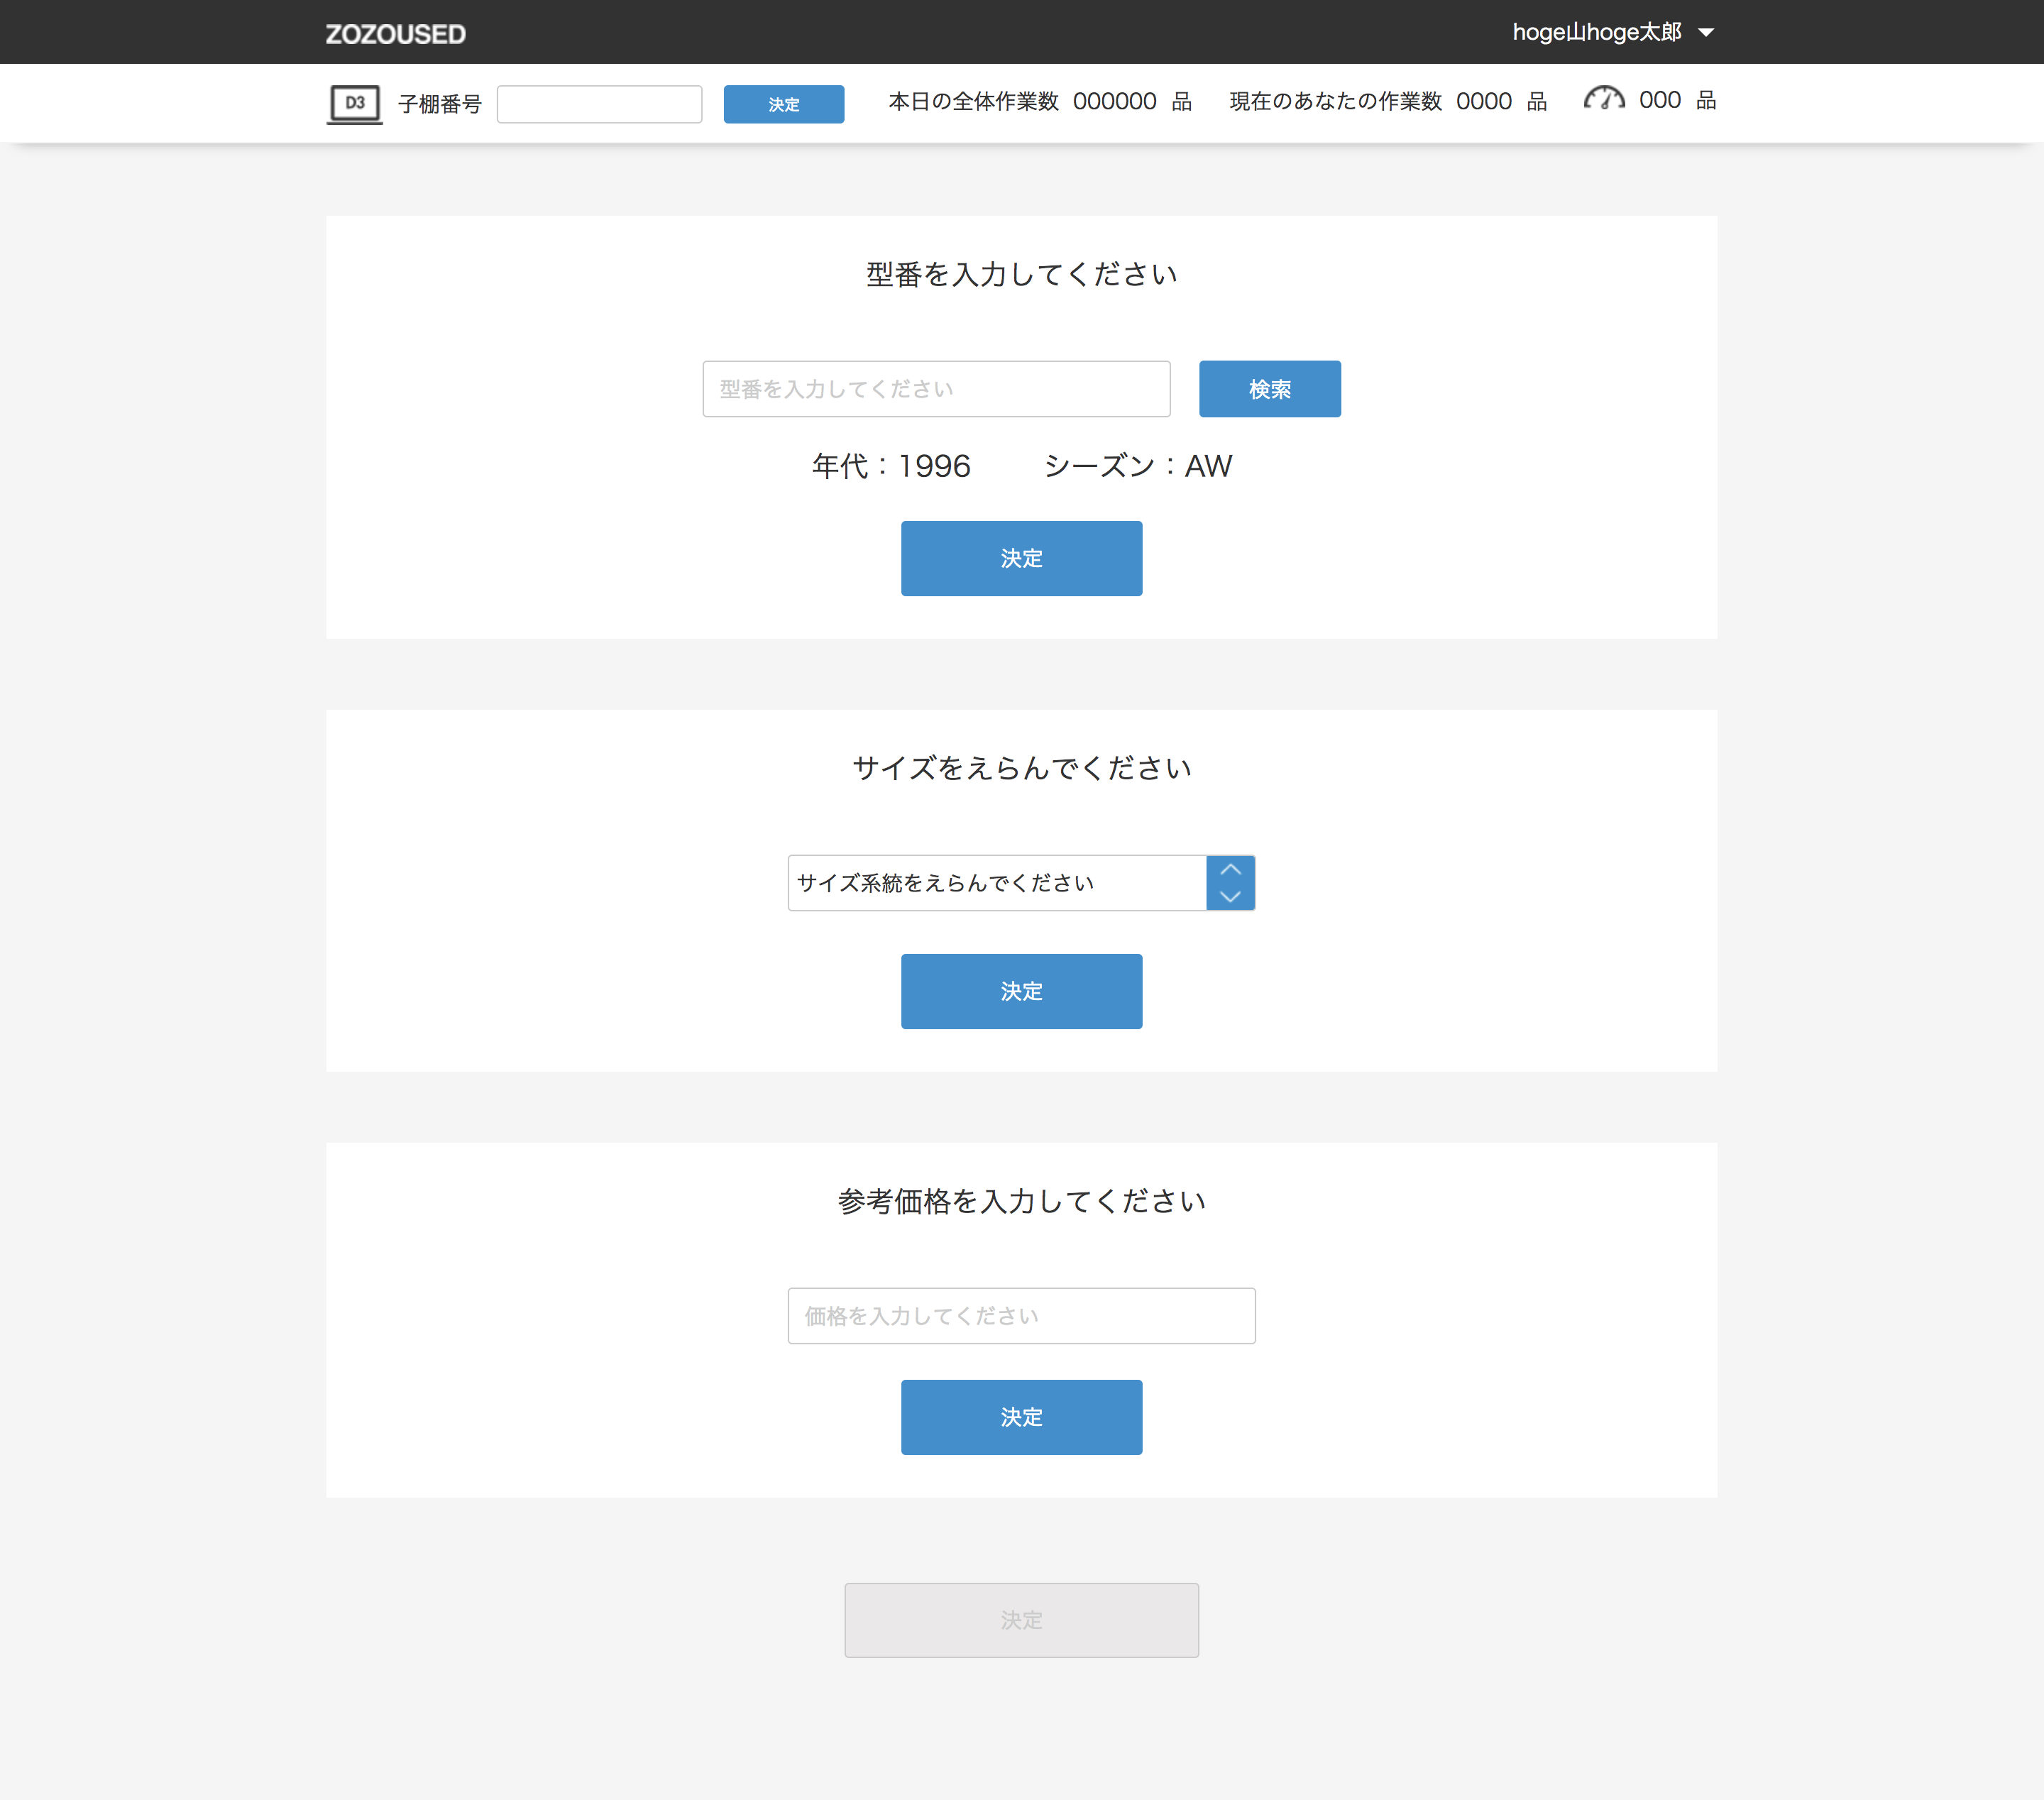 ZOZOUSED hoge山hoge太郎
D3 子棚番号 決定 本日の全体作業数 000000 品 現在のあなたの作業数 0000 品 000 品
型番を入力してください
型番を入力してください 検索
年代：1996 シーズン：AW
決定
サイズをえらんでください
サイズ系統をえらんでください
決定
参考価格を入力してください
価格を入力してください
決定
決定